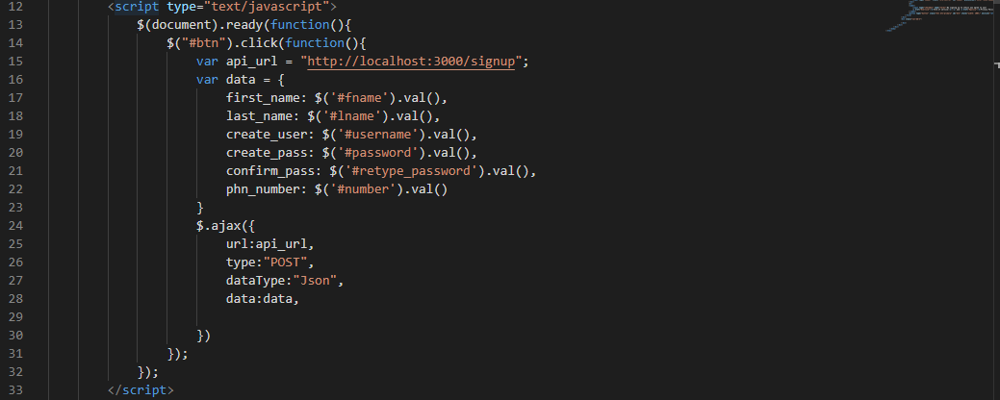 12 <script type="text/javascript">
13 $(document).ready(function(){
14 $("#btn").click(function(){
15 var api_url = "http://localhost:3000/signup";
16 var data = {
17 first_name: $('#fname').val(),
18 last_name: $('#lname').val(),
19 create_user: $('#username').val(),
20 create_pass: $('#password').val(),
21 confirm_pass: $('#retype_password').val(),
22 phn_number: $('#number').val()
23 }
24 $.ajax({
25 url:api_url,
26 type:"POST",
27 dataType:"Json",
28 data:data,
29
30 })
31 });
32 });
33 </script>